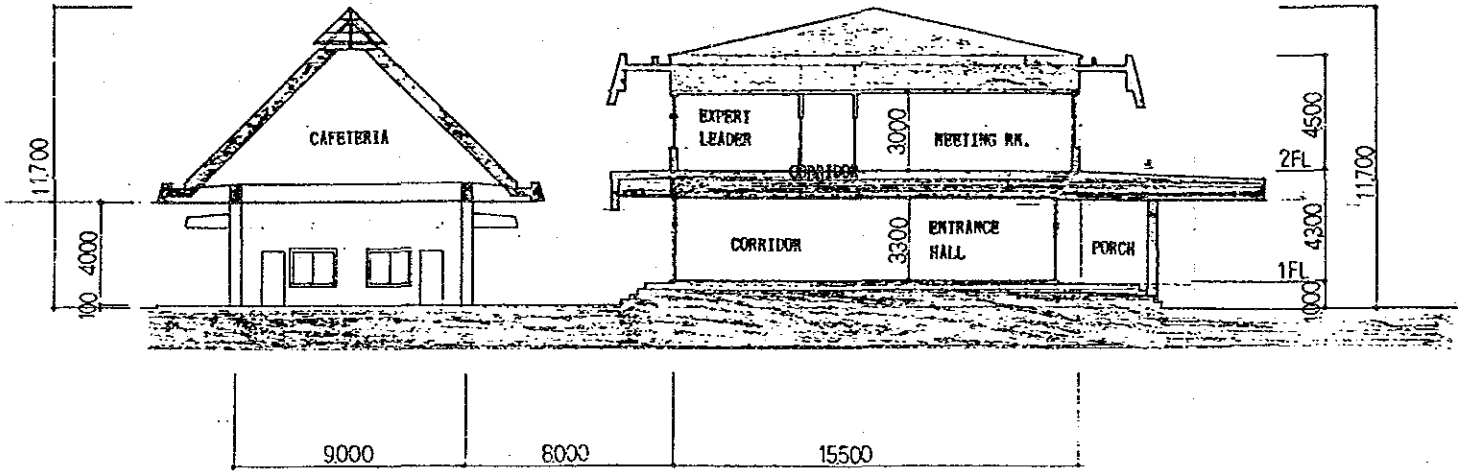 11700
4000
100
CAFETERIA
EXPERT
LEADER
3000
MEETING RM.
CORRIDOR
CORRIDOR
3300
ENTRANCE
HALL
PORCH
4500
2FL
4300
1FL
1000
11700
9000
8000
15500